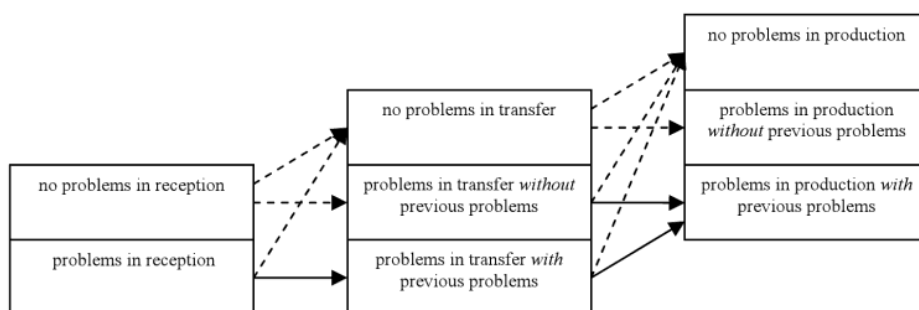 no problems in production
no problems in transfer
problems in production
without previous problems
no problems in reception
problems in transfer without
previous problems
problems in production with
previous problems
problems in reception
problems in transfer with
previous problems